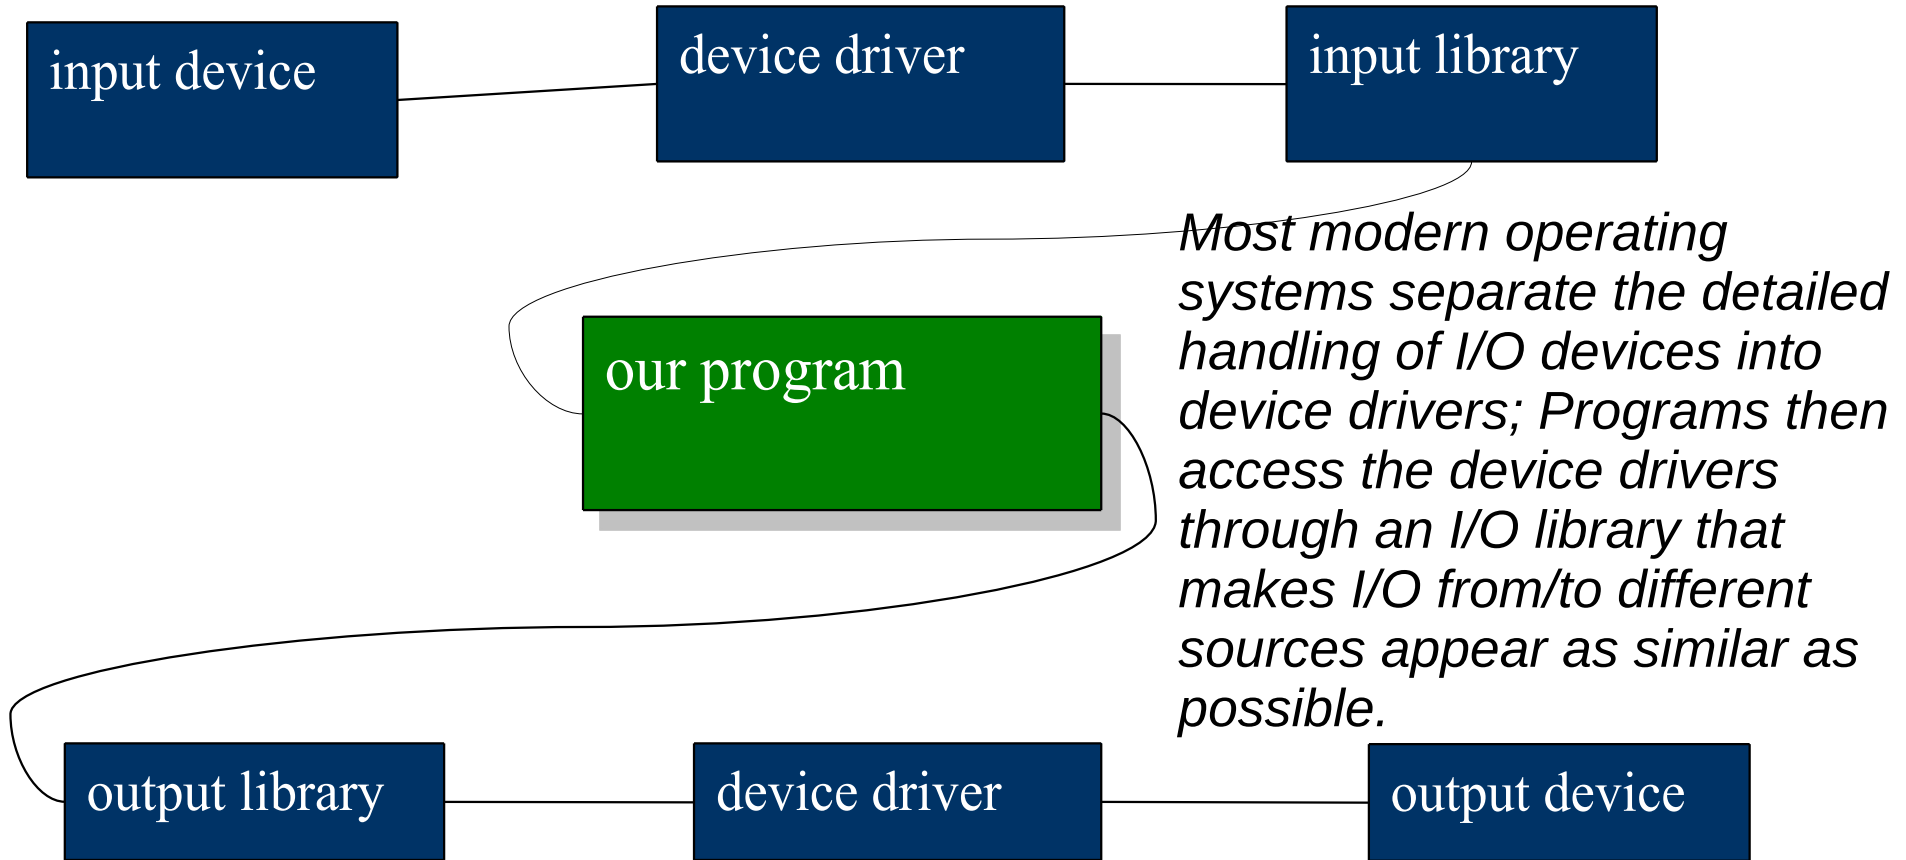 input device
device driver
input library
Most modern operating
systems separate the detailed
handling of I/O devices into
device drivers; Programs then
access the device drivers
through an I/O library that
makes I/O from/to different
sources appear as similar as
possible.
our program
output library
device driver
output device